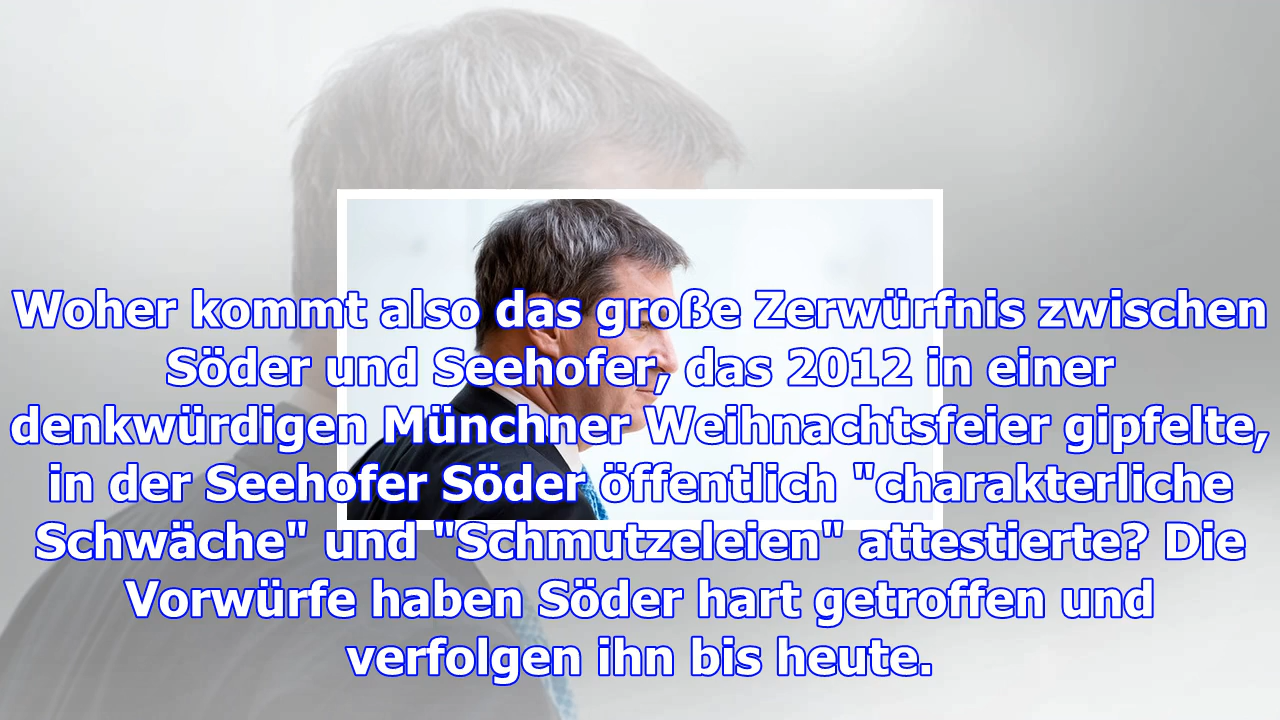 Woher kommt also das große Zerwürfnis zwischen
Söder und Seehofer, das 2012 in einer
denkwürdigen Münchner Weihnachtsfeier gipfelte,
in der Seehofer Söder öffentlich "charakterliche
Schwäche" und "Schmutzeleien" attestierte? Die
Vorwürfe haben Söder hart getroffen und
verfolgen ihn bis heute.